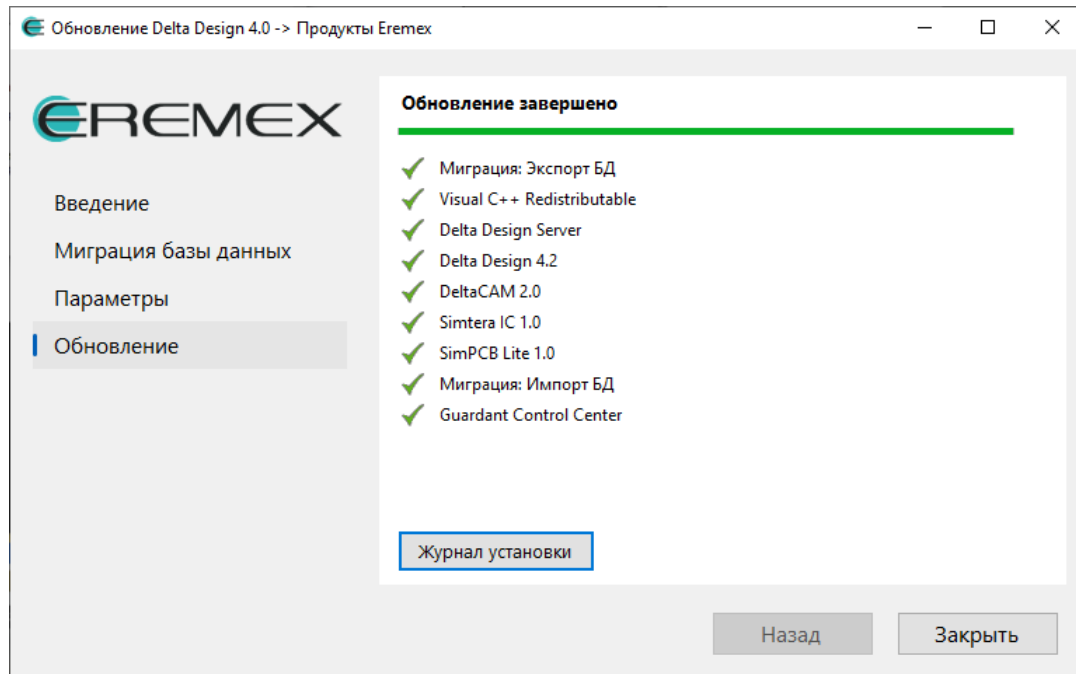 Обновление Delta Design 4.0 -> Продукты Eremex
EREMEX
Введение
Миграция базы данных
Параметры
Обновление
Обновление завершено
Миграция: Экспорт БД
Visual C++ Redistributable
Delta Design Server
Delta Design 4.2
DeltaCAM 2.0
Simtera IC 1.0
SimPCB Lite 1.0
Миграция: Импорт БД
Guardant Control Center
Журнал установки
Назад
Закрыть